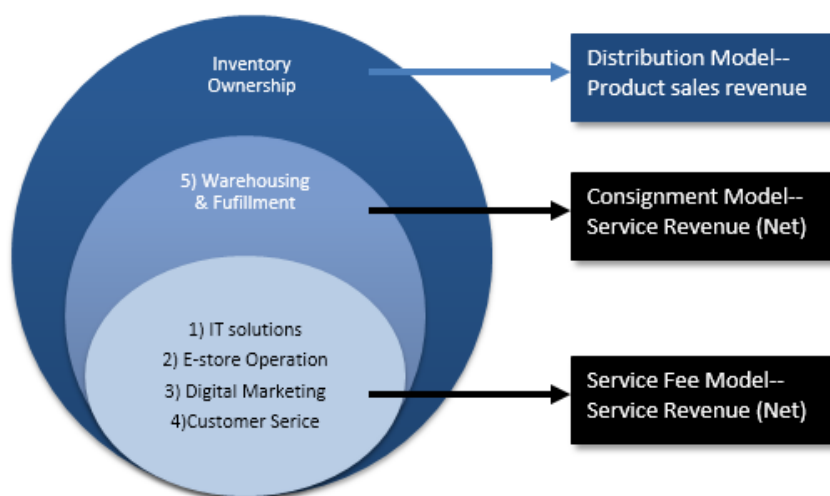 Inventory
Ownership
Distribution Model--
Product sales revenue
5) Warehousing
& Fufillment
Consignment Model--
Service Revenue (Net)
1) IT solutions
2) E-store Operation
3) Digital Marketing
4)Customer Serice
Service Fee Model--
Service Revenue (Net)